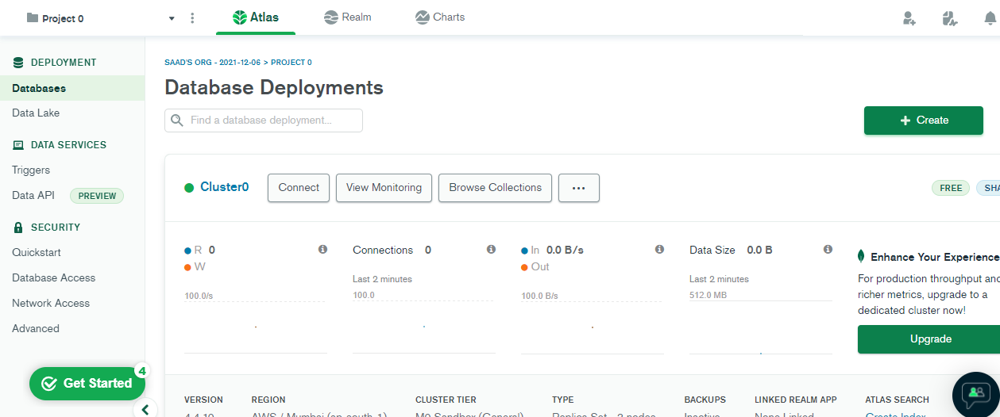 Project 0
Atlas
Realm
Charts
DEPLOYMENT
Databases
Data Lake
DATA SERVICES
Triggers
Data API PREVIEW
SECURITY
Quickstart
Database Access
Network Access
Advanced
Get Started 4
SAAD'S ORG - 2021-12-06 > PROJECT 0
Database Deployments
Find a database deployment...
+ Create
Cluster0 Connect View Monitoring Browse Collections ...
FREE
R 0
W
100.0/s
Connections 0
Last 2 minutes
100.0
In 0.0 B/s
Out
100.0 B/s
Data Size 0.0 B
Last 2 minutes
512.0 MB
Enhance Your Experience
For production throughput and
richer metrics, upgrade to a
dedicated cluster now!
Upgrade
VERSION REGION CLUSTER TIER TYPE BACKUPS LINKED REALM APP ATLAS SEARCH
4.4.10 AWS / Mumbai (ap-south-1) M0 Sandbox (General) Replica Set - 3 nodes Inactive None Linked Create Index